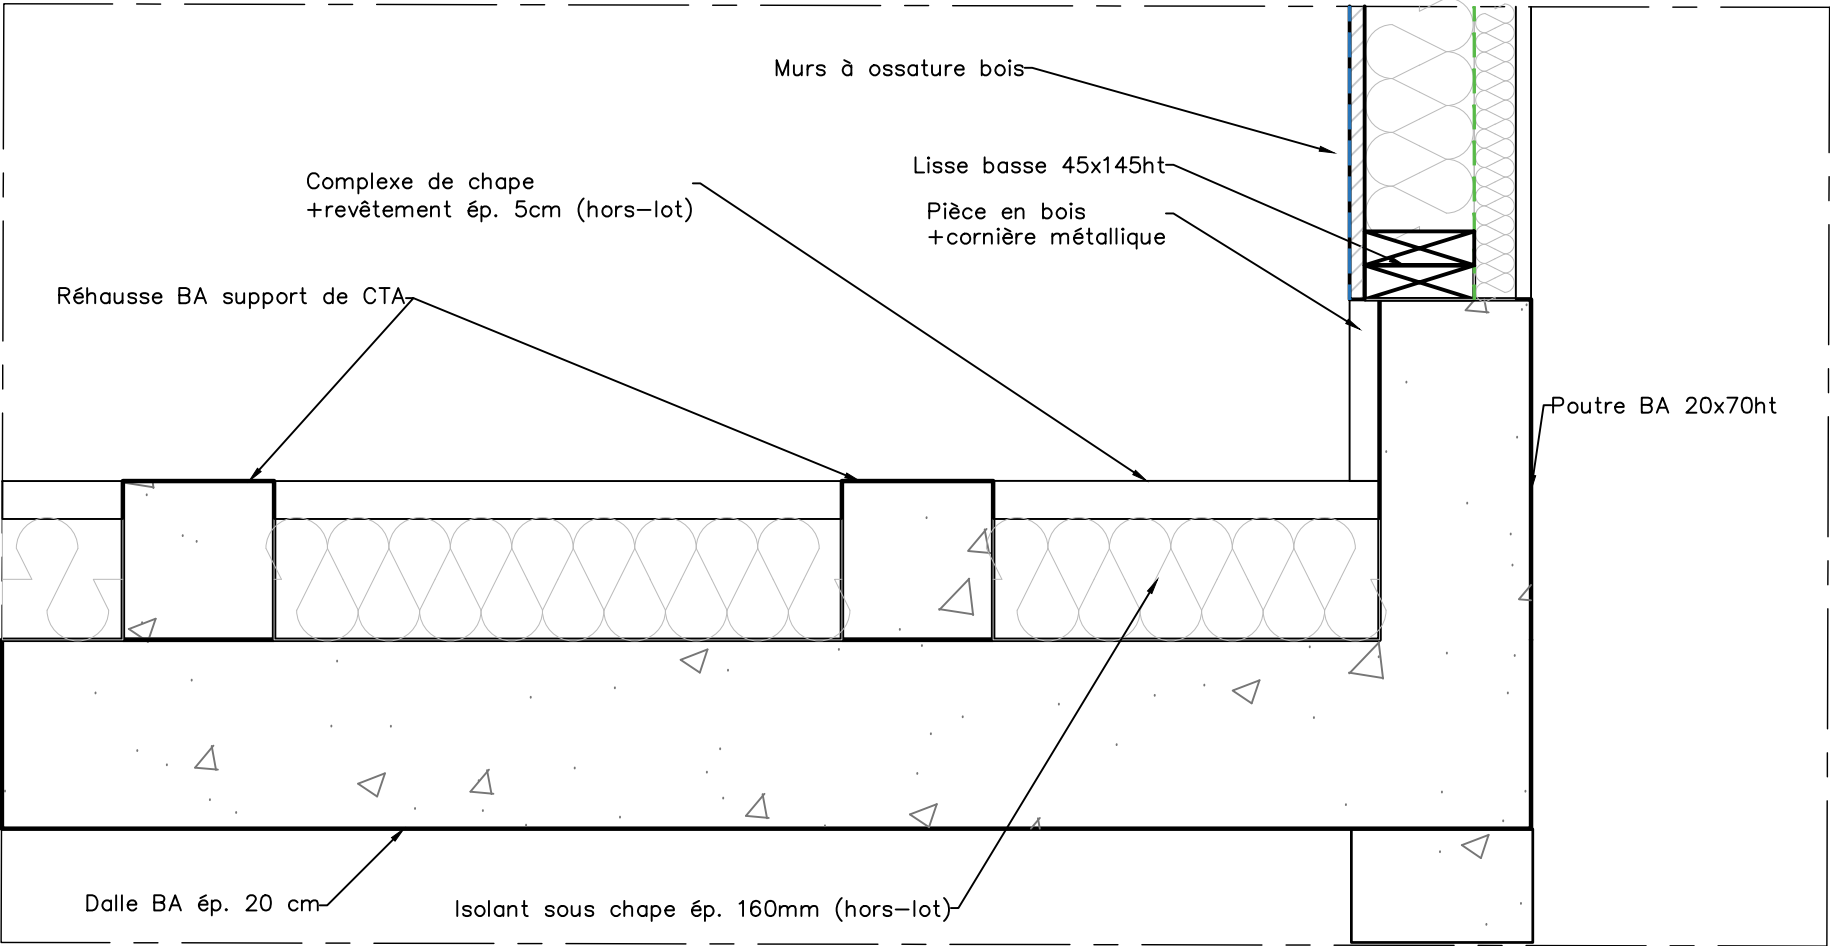 Murs à ossature bois
Lisse basse 45x145ht
Complexe de chape
+revêtement ép. 5cm (hors-lot)
Pièce en bois
+cornière métallique
Réhausse BA support de CTA
Poutre BA 20x70ht
Dalle BA ép. 20 cm
Isolant sous chape ép. 160mm (hors-lot)